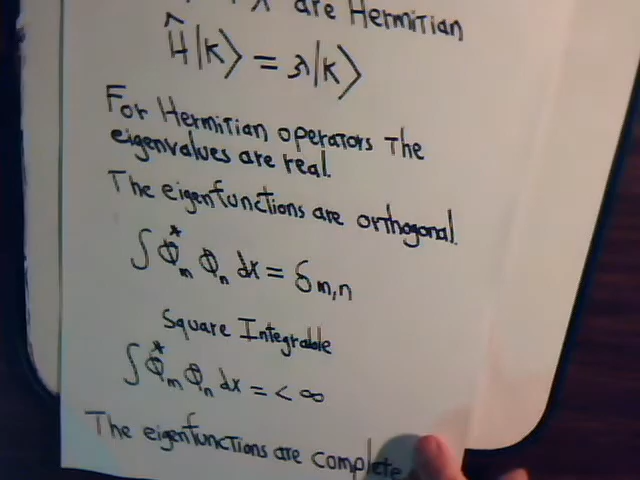 are Hermitian
Ĥ|K⟩ = λ|K⟩
For Hermitian operators The
eigenvalues are real.
The eigenfunctions are orthogonal.
∫Φ*ₘ Φₙ dx = δm,n
Square Integrable
∫Φ*ₘ Φₙ dx = < ∞
The eigenfunctions are complete